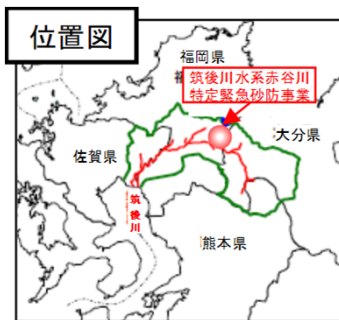 位置図
福岡県
筑後川水系赤谷川
特定緊急砂防事業
大分県
佐賀県
筑後川
熊本県